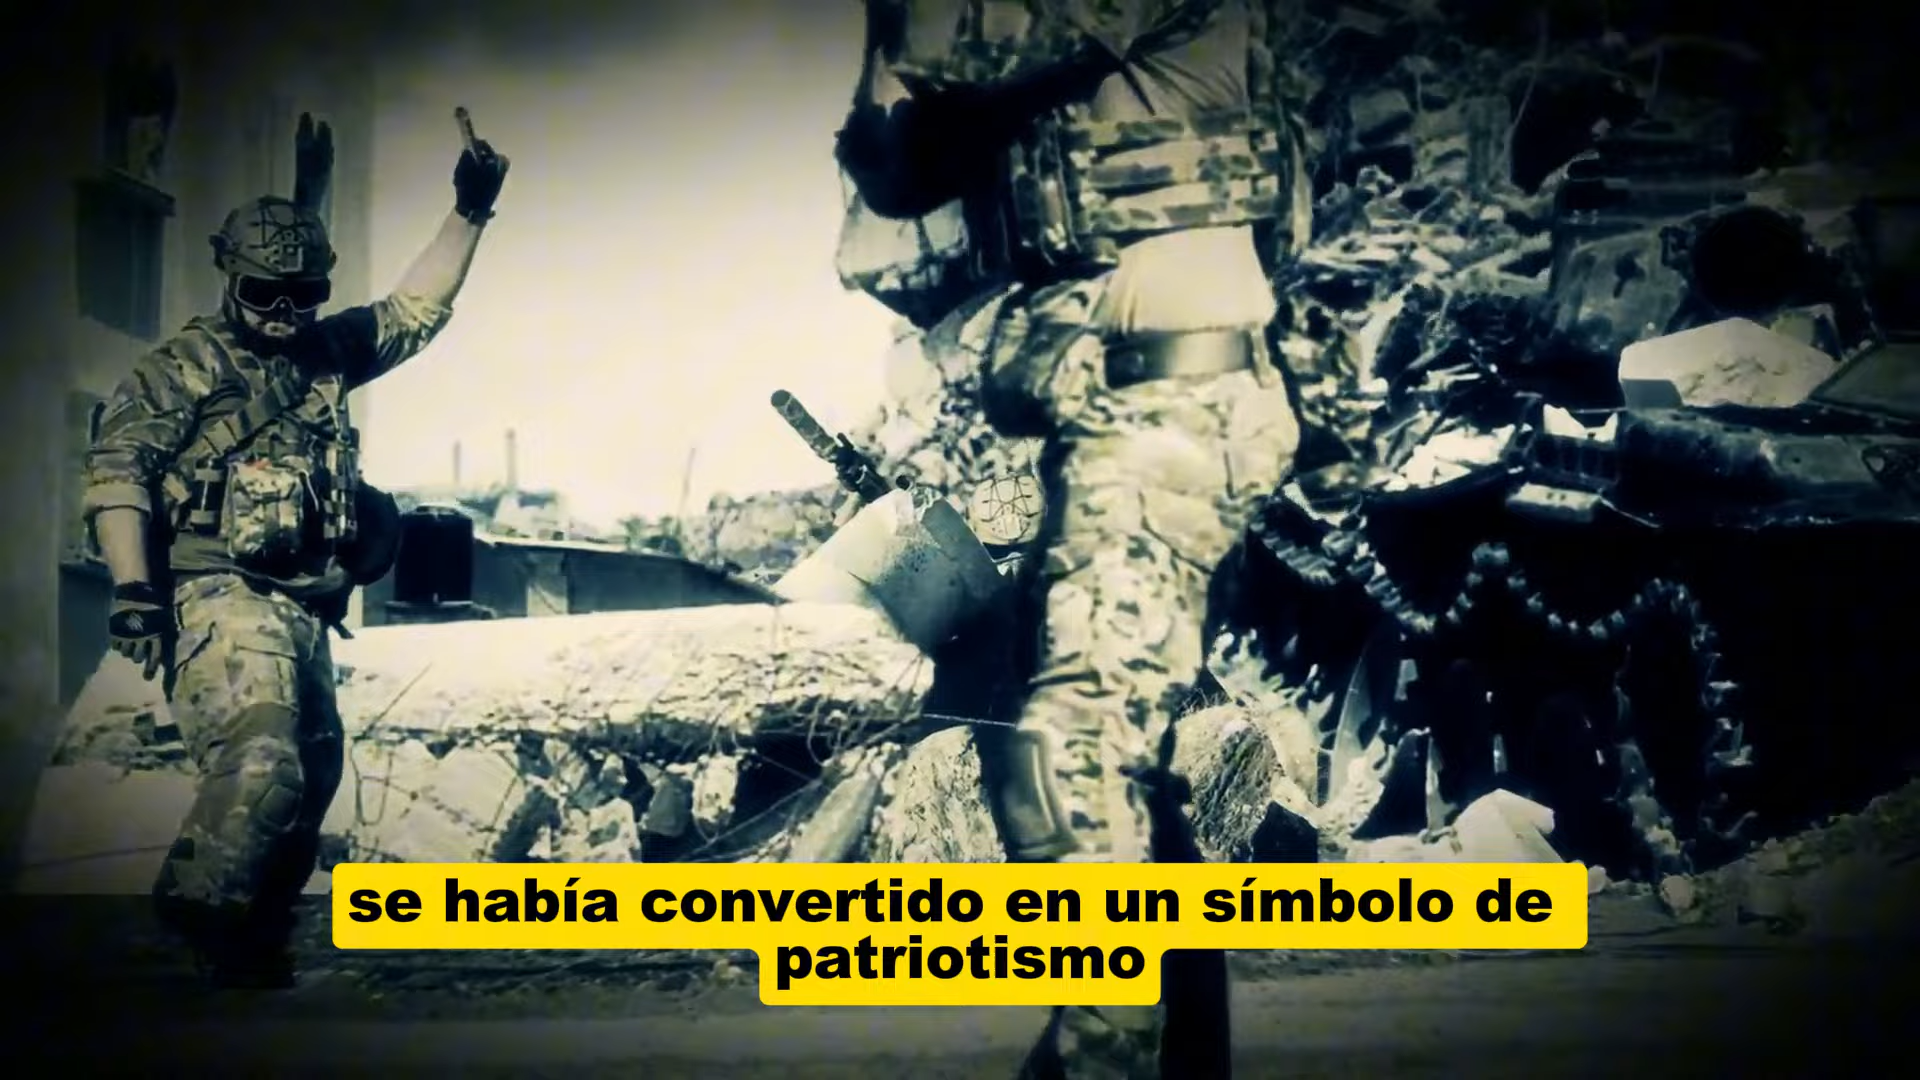 se había convertido en un símbolo de
patriotismo